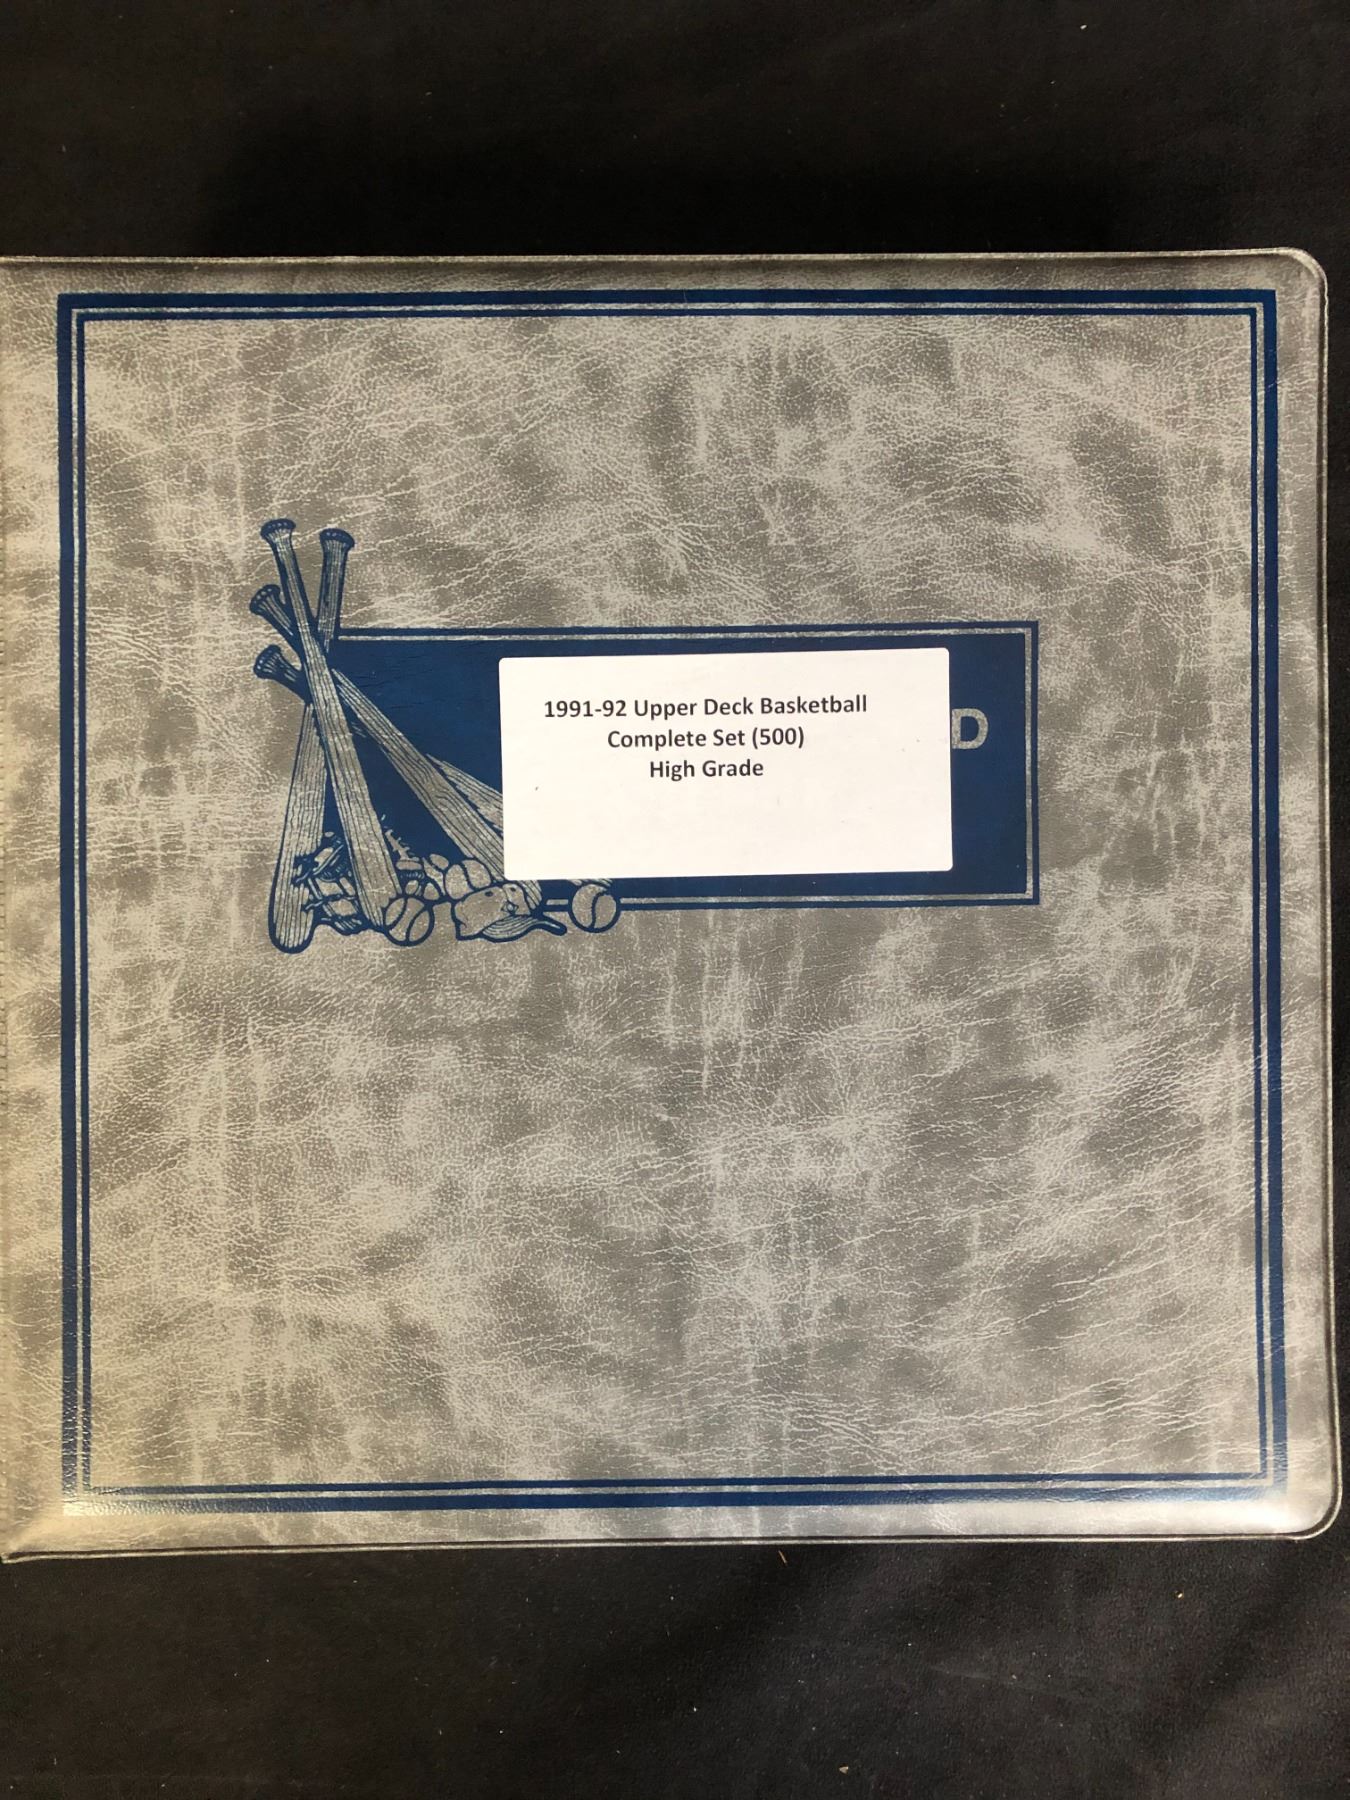 1991-92 Upper Deck Basketball
Complete Set (500)
High Grade
D